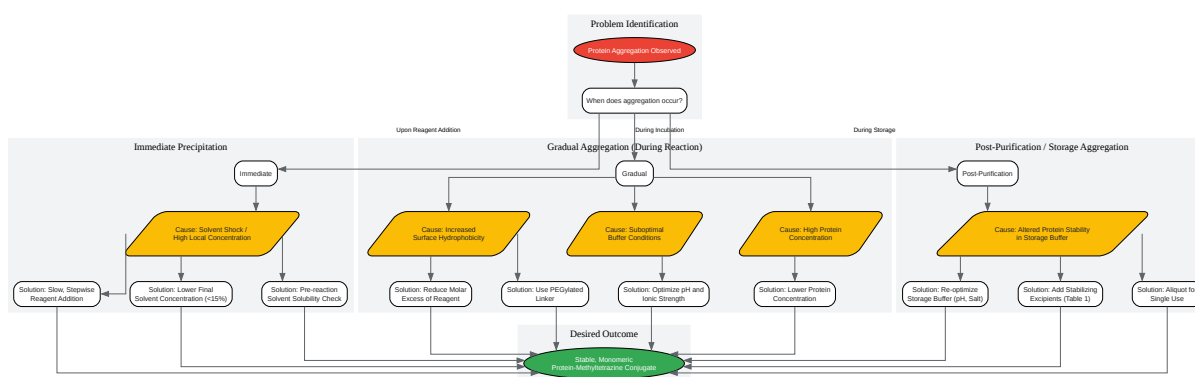 Problem Identification
Protein Aggregation Observed
When does aggregation occur?
Upon Reagent Addition
During Incubation
During Storage
Immediate Precipitation
Gradual Aggregation (During Reaction)
Post-Purification / Storage Aggregation
Immediate
Gradual
Post-Purification
Cause: Solvent Shock /
High Local Concentration
Cause: Increased
Surface Hydrophobicity
Cause: Suboptimal
Buffer Conditions
Cause: High Protein
Concentration
Cause: Altered Protein Stability
in Storage Buffer
Solution: Slow, Stepwise
Reagent Addition
Solution: Lower Final
Solvent Concentration (<15%)
Solution: Pre-reaction
Solvent Solubility Check
Solution: Reduce Molar
Excess of Reagent
Solution: Use PEGylated
Linker
Solution: Optimize pH and
Ionic Strength
Solution: Lower Protein
Concentration
Solution: Re-optimize
Storage Buffer (pH, Salt)
Solution: Add Stabilizing
Excipients (Table 1)
Solution: Aliquot fo
Single Use
Desired Outcome
Stable, Monomeric
Protein-Methyltetrazine Conjugate